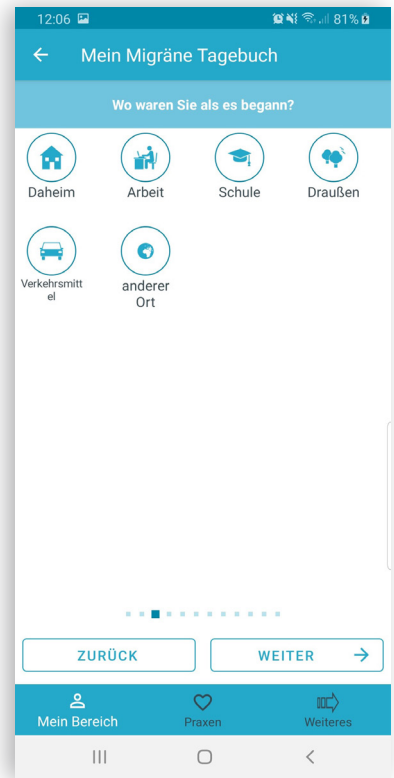 12:06 81%
Mein Migräne Tagebuch
Wo waren Sie als es begann?
Daheim Arbeit Schule Draußen
Verkehrsmitt
el
anderer
Ort
ZURÜCK WEITER
Mein Bereich Praxen Weiteres